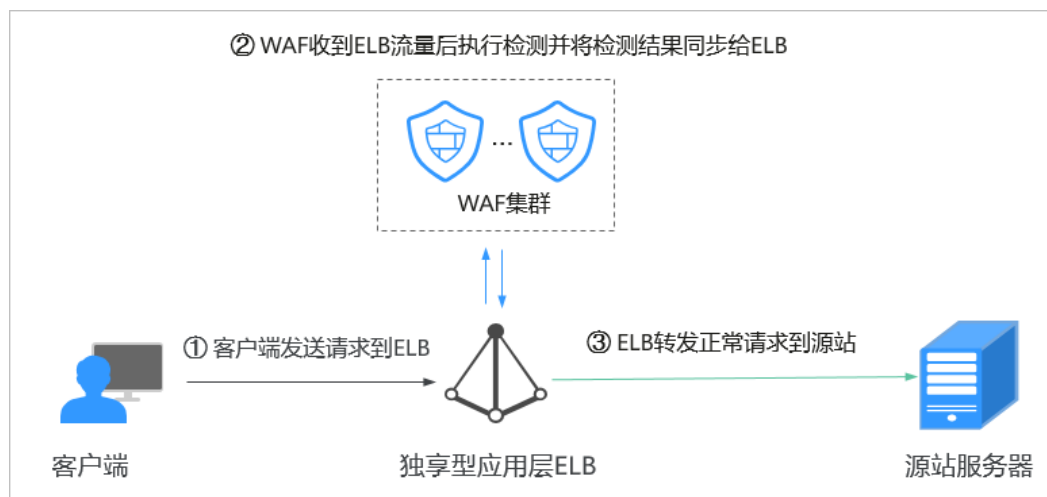 ② WAF收到ELB流量后执行检测并将检测结果同步给ELB
...
WAF集群
① 客户端发送请求到ELB
③ ELB转发正常请求到源站
客户端
独享型应用层ELB
源站服务器